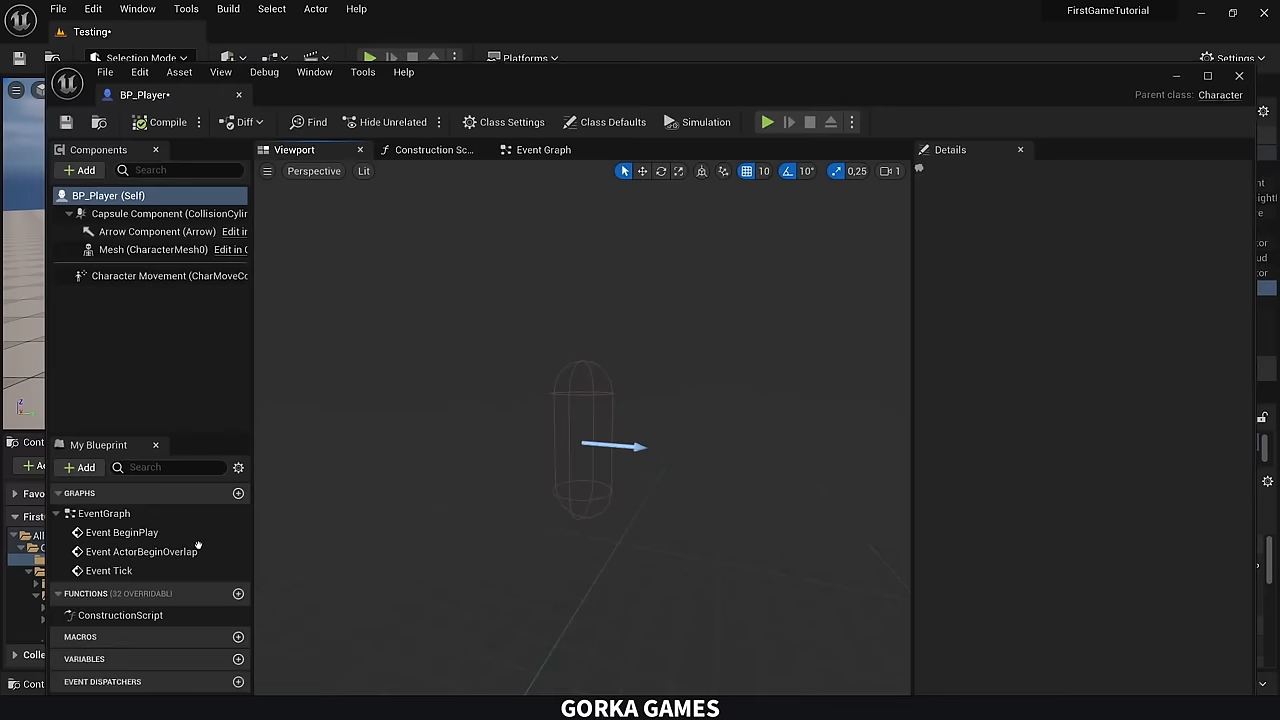 File Edit Window Tools Build Select Actor Help
FirstGameTutorial
Testing•
Selection Mode
Platforms
Settings
File Edit Asset View Debug Window Tools Help
BP_Player•
Parent class: Character
Compile Diff Find Hide Unrelated Class Settings Class Defaults Simulation
Components
Viewport Construction Sc... Event Graph
Details
Add Search
Perspective Lit
10 10° 0,25 1
BP_Player (Self)
Capsule Component (CollisionCylin
Arrow Component (Arrow) Edit in
Mesh (CharacterMesh0) Edit in C
Character Movement (CharMoveCo
My Blueprint
Add Search
GRAPHS
EventGraph
Event BeginPlay
Event ActorBeginOverlap
Event Tick
FUNCTIONS (32 OVERRIDABL
ConstructionScript
MACROS
VARIABLES
EVENT DISPATCHERS
Cont
Favo
First
All
Colle
Cont
GORKA GAMES